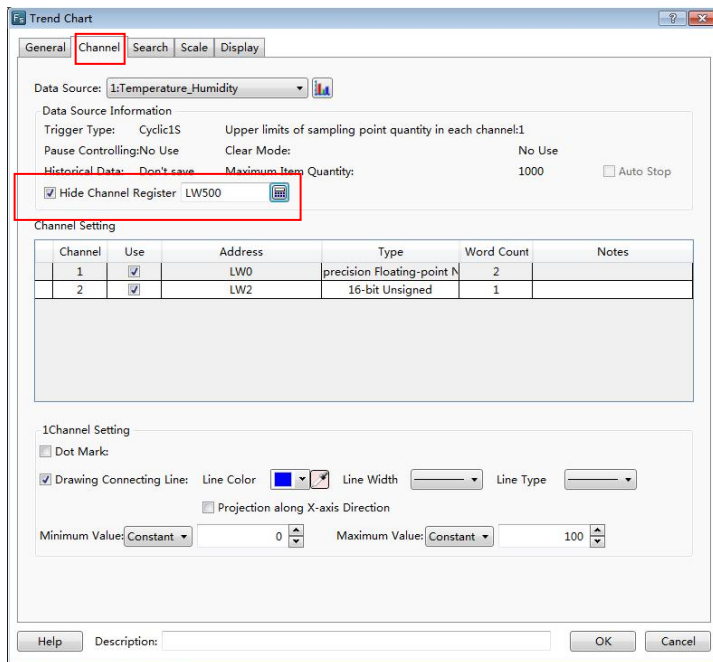 Fs Trend Chart
General Channel Search Scale Display
Data Source: 1:Temperature_Humidity
Data Source Information
Trigger Type: Cyclic1S Upper limits of sampling point quantity in each channel:1
Pause Controlling:No Use Clear Mode: No Use
Historical Data: Don't save Maximum Item Quantity: 1000 Auto Stop
Hide Channel Register LW500
Channel Setting
Channel Use Address Type Word Count Notes
1 LW0 precision Floating-point N 2
2 LW2 16-bit Unsigned 1
1Channel Setting
Dot Mark:
Drawing Connecting Line: Line Color Line Width Line Type
Projection along X-axis Direction
Minimum Value: Constant 0 Maximum Value: Constant 100
Help Description: OK Cancel